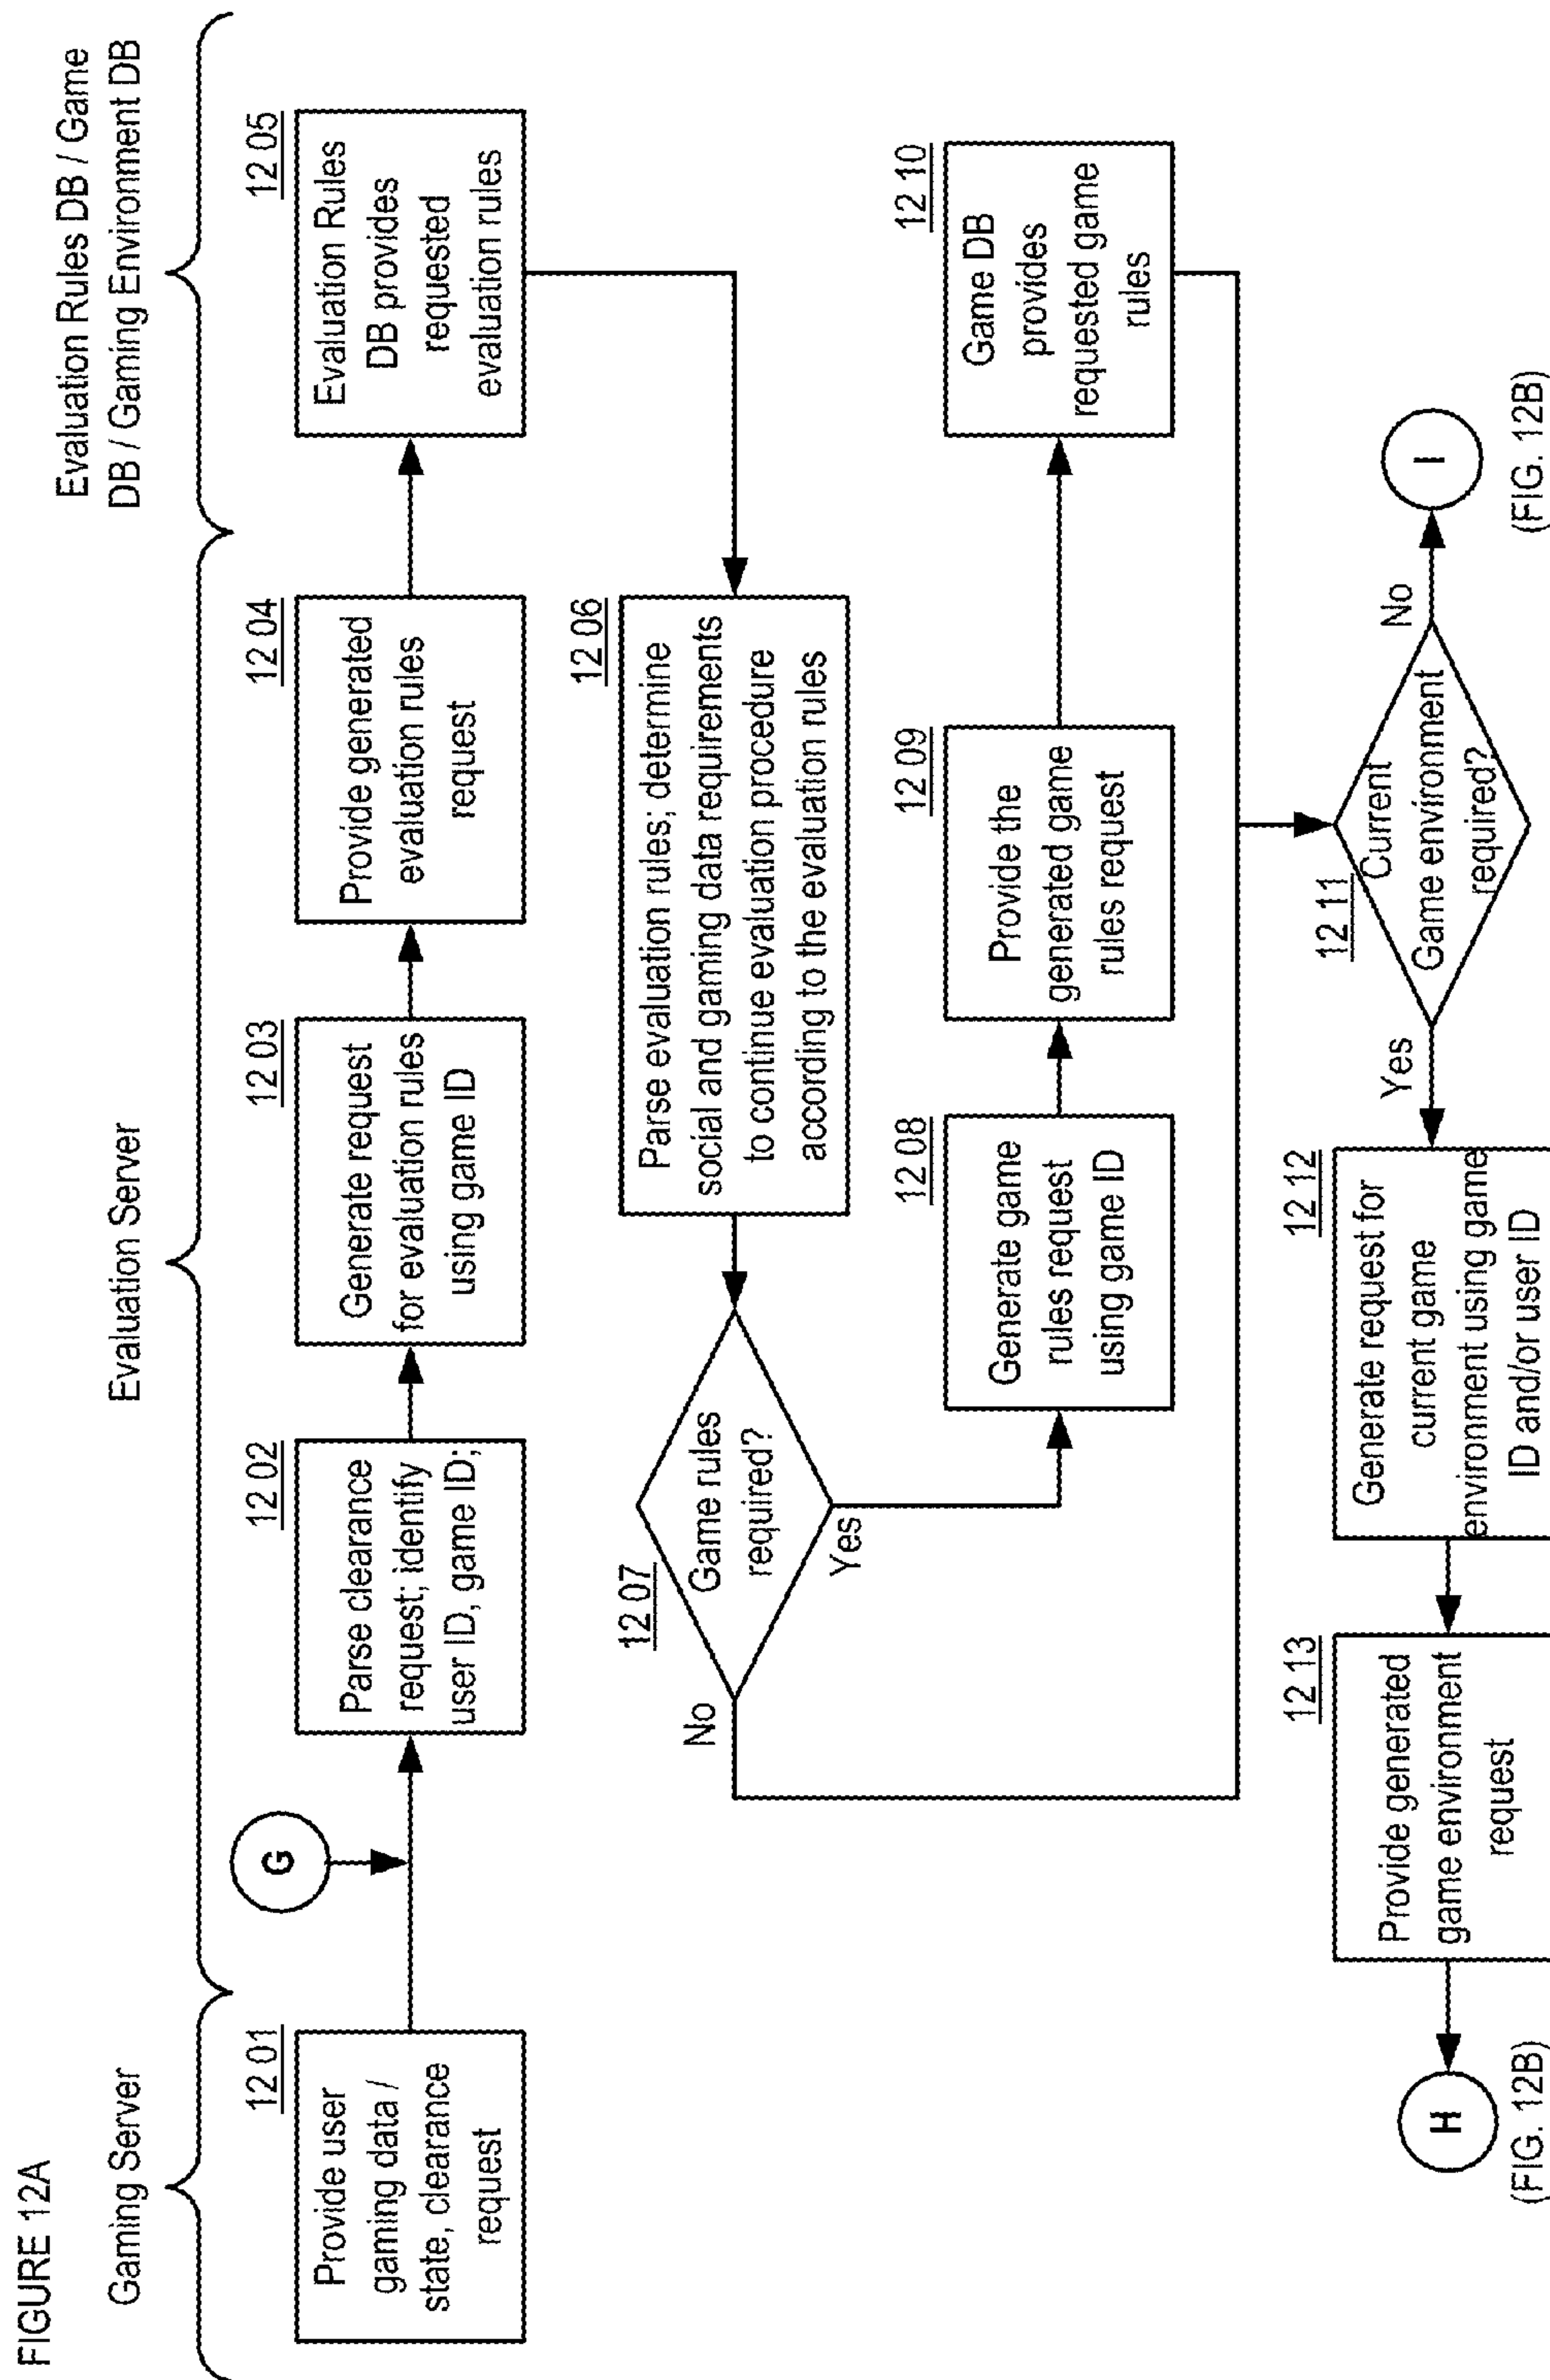 FIGURE 12A
Gaming Server
Evaluation Server
Evaluation Rules DB / Game
DB / Gaming Environment DB
12 01
Provide user
gaming data /
state, clearance
request
G
12 02
Parse clearance
request; identify
user ID, game ID;
12 03
Generate request
for evaluation rules
using game ID
12 04
Provide generated
evaluation rules
request
12 05
Evaluation Rules
DB provides
requested
evaluation rules
12 06
Parse evaluation rules; determine
social and gaming data requirements
to continue evaluation procedure
according to the evaluation rules
12 07
Game rules
required?
No
Yes
12 08
Generate game
rules request
using game ID
12 09
Provide the
generated game
rules request
12 10
Game DB
provides
requested game
rules
12 11
Current
Game environment
required?
Yes
No
I
(FIG. 12B)
12 12
Generate request for
current game
environment using game
ID and/or user ID
12 13
Provide generated
game environment
request
H
(FIG. 12B)